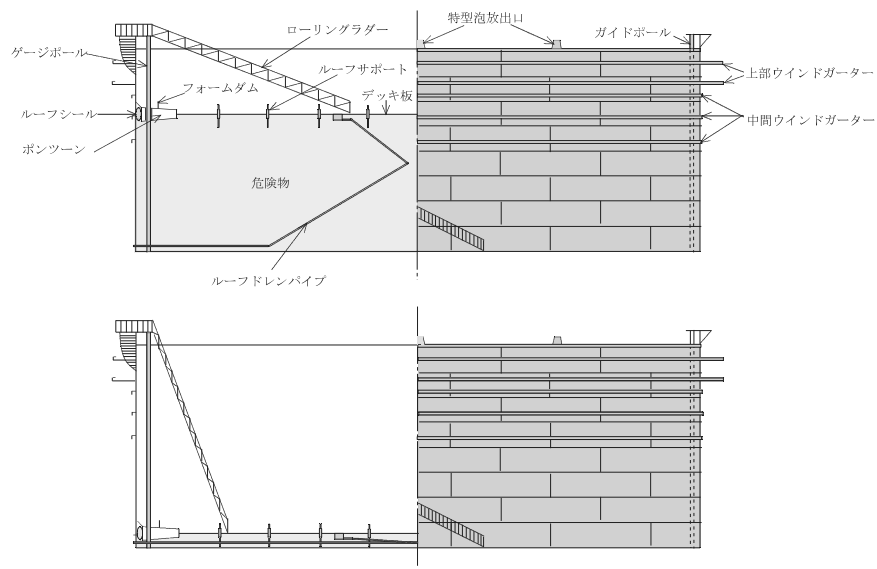 特型泡放出口
ローリングラダー
ガイドポール
ゲージポール
ルーフサポート
上部ウインドガーター
フォームダム
デッキ板
ルーフシール
中間ウインドガーター
ポンツーン
危険物
ルーフドレンパイプ